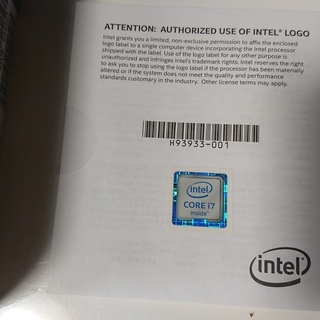 ATTENTION: AUTHORIZED USE OF INTEL® LOGO
Intel grants you a limited, non-exclusive permission to affix the enclosed
logo label to a single computer device incorporating the Intel processor
shipped with the label. Use of the logo label for any other purpose is
unauthorized and infringes Intel's trademark rights. Intel reserves the right
to ask you to stop using the logo label if the processor has been materially
altered or if the system does not meet the quality and performance
standards customary in the industry. Other license terms may apply.
H93933-001
intel
CORE i7
inside™
intel